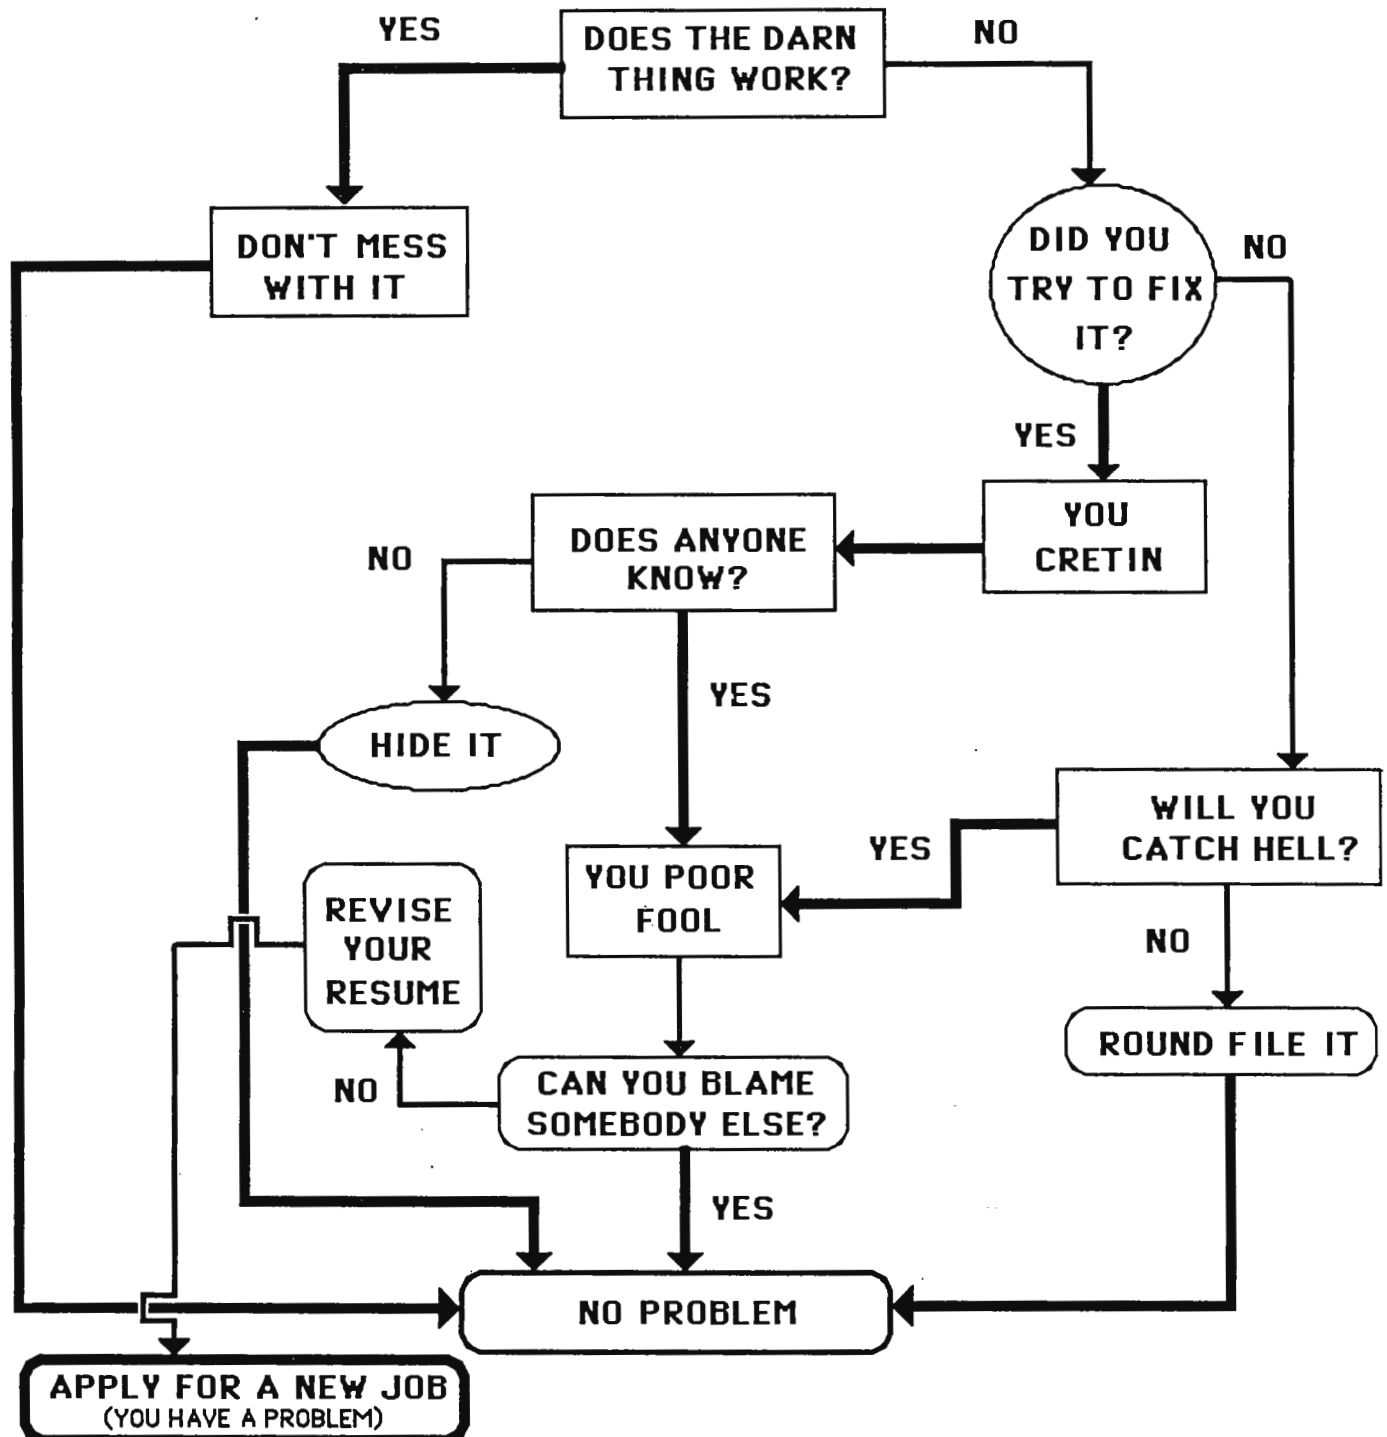 YES
DOES THE DARN
THING WORK?
NO
DON'T MESS
WITH IT
DID YOU
TRY TO FIX
IT?
NO
YES
YOU
CRETIN
DOES ANYONE
KNOW?
NO
YES
HIDE IT
WILL YOU
CATCH HELL?
YES
NO
YOU POOR
FOOL
REVISE
YOUR
RESUME
ROUND FILE IT
CAN YOU BLAME
SOMEBODY ELSE?
NO
YES
NO PROBLEM
APPLY FOR A NEW JOB
(YOU HAVE A PROBLEM)